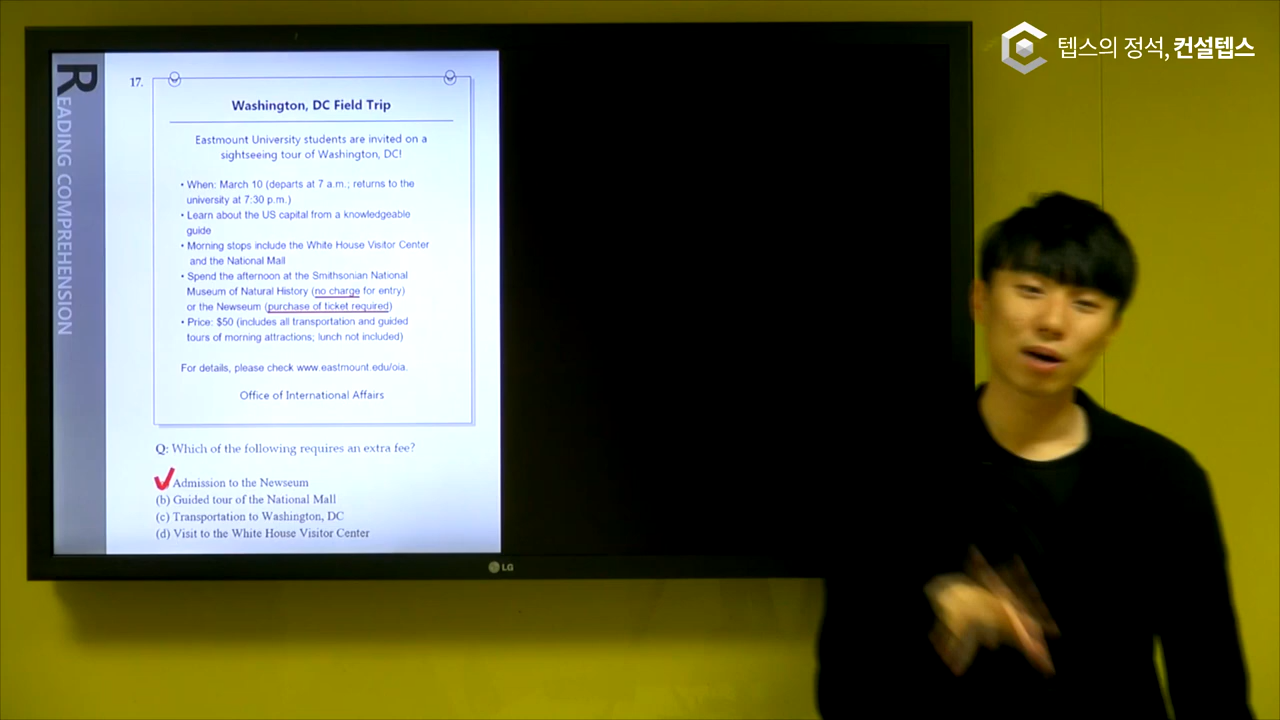 텝스의 정석, 컨설텝스
READING COMPREHENSION
17.
Washington, DC Field Trip
Eastmount University students are invited on a
sightseeing tour of Washington, DC!
• When: March 10 (departs at 7 a.m.; returns to the
university at 7:30 p.m.)
• Learn about the US capital from a knowledgeable
guide
• Morning stops include the White House Visitor Center
and the National Mall
• Spend the afternoon at the Smithsonian National
Museum of Natural History (no charge for entry)
or the Newseum (purchase of ticket required)
• Price: $50 (includes all transportation and guided
tours of morning attractions; lunch not included)
For details, please check www.eastmount.edu/oia.
Office of International Affairs
Q: Which of the following requires an extra fee?
Admission to the Newseum
(b) Guided tour of the National Mall
(c) Transportation to Washington, DC
(d) Visit to the White House Visitor Center
LG